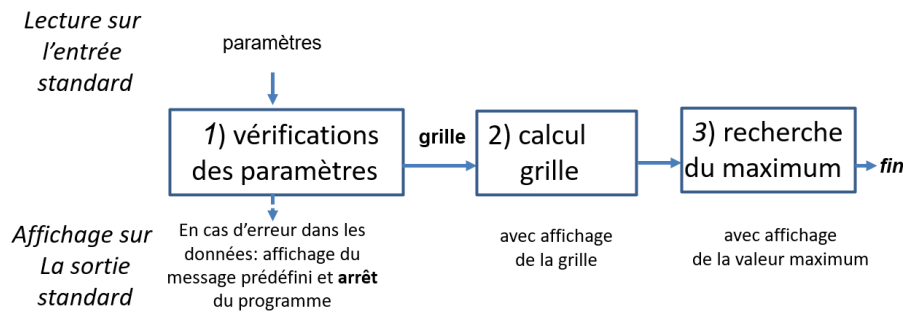 Lecture sur
l’entrée
standard
paramètres
1) vérifications
des paramètres
grille
2) calcul
grille
3) recherche
du maximum
fin
Affichage sur
La sortie
standard
En cas d’erreur dans les
données: affichage du
message prédéfini et arrêt
du programme
avec affichage
de la grille
avec affichage
de la valeur maximum